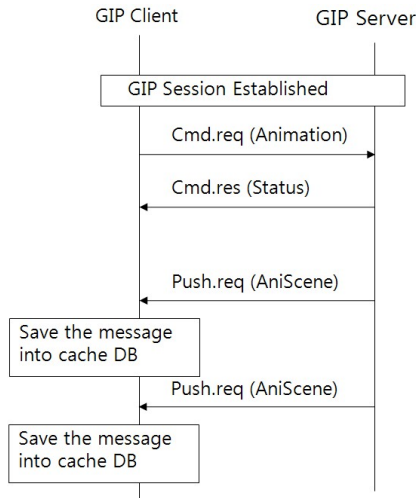 GIP Client
GIP Server
GIP Session Established
Cmd.req (Animation)
Cmd.res (Status)
Push.req (AniScene)
Save the message
into cache DB
Push.req (AniScene)
Save the message
into cache DB